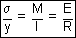 σ/y = M/I = E/R